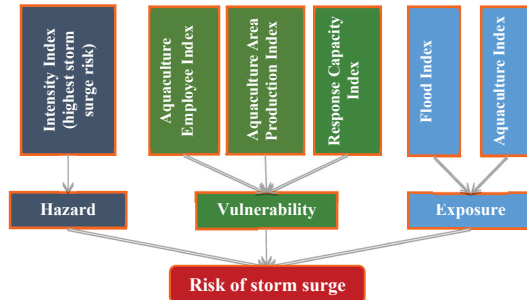 Intensity Index
(highest storm
surge risk)
Aquaculture
Employee Index
Aquaculture Area
Production Index
Response Capacity
Index
Flood Index
Aquaculture Index
Hazard
Vulnerability
Exposure
Risk of storm surge